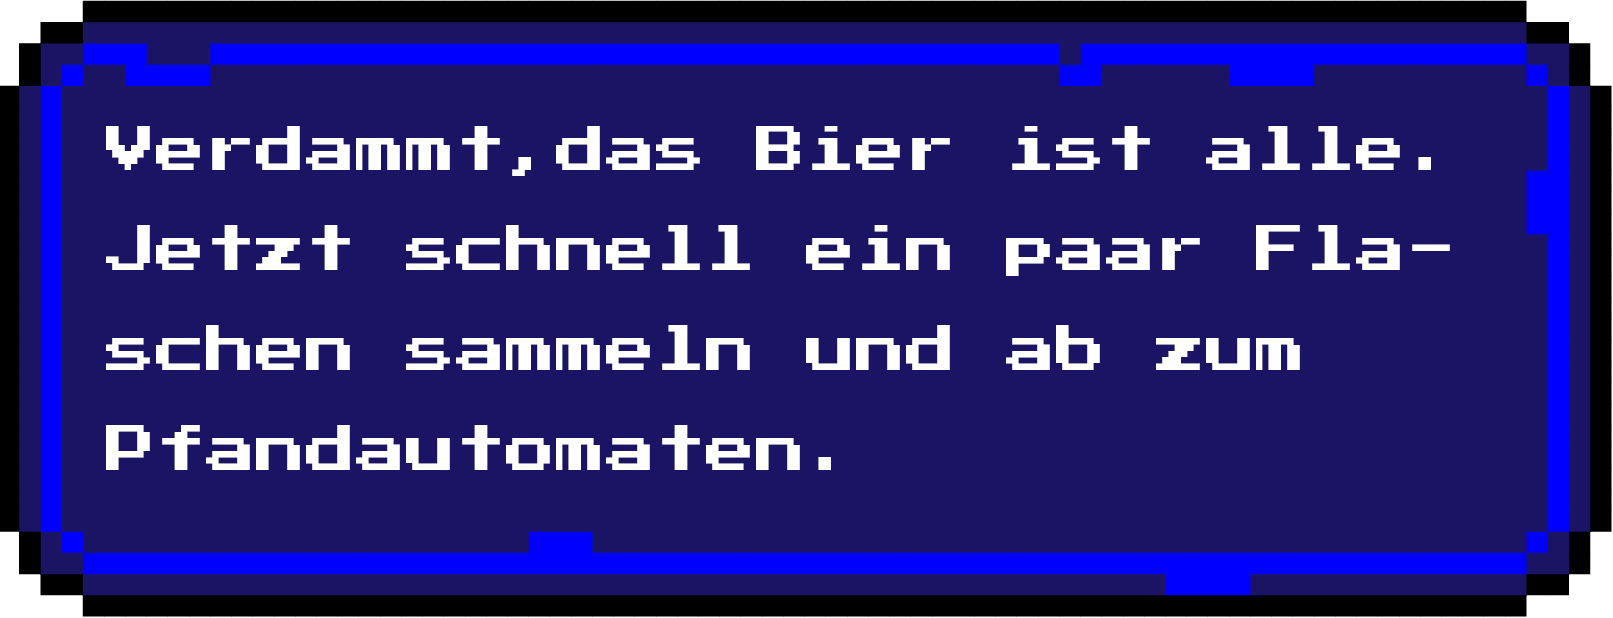 Verdammt,das Bier ist alle.
Jetzt schnell ein paar Fla-
schen sammeln und ab zum
Pfandautomaten.